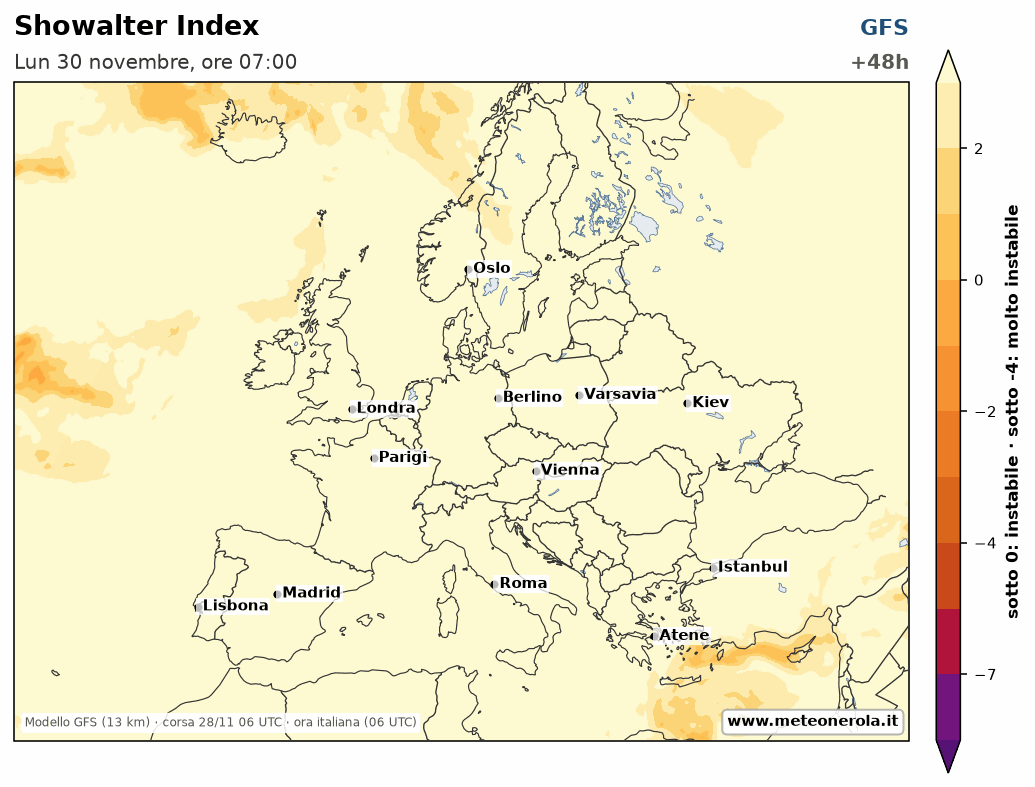 Showalter Index
GFS
Lun 30 novembre, ore 07:00
+48h
Oslo
Londra
Berlino
Varsavia
Kiev
Parigi
Vienna
Lisbona
Madrid
Roma
Istanbul
Atene
Modello GFS (13 km) · corsa 28/11 06 UTC · ora italiana (06 UTC)
www.meteonerola.it
2
0
−2
−4
−7
sotto 0: instabile · sotto -4: molto instabile